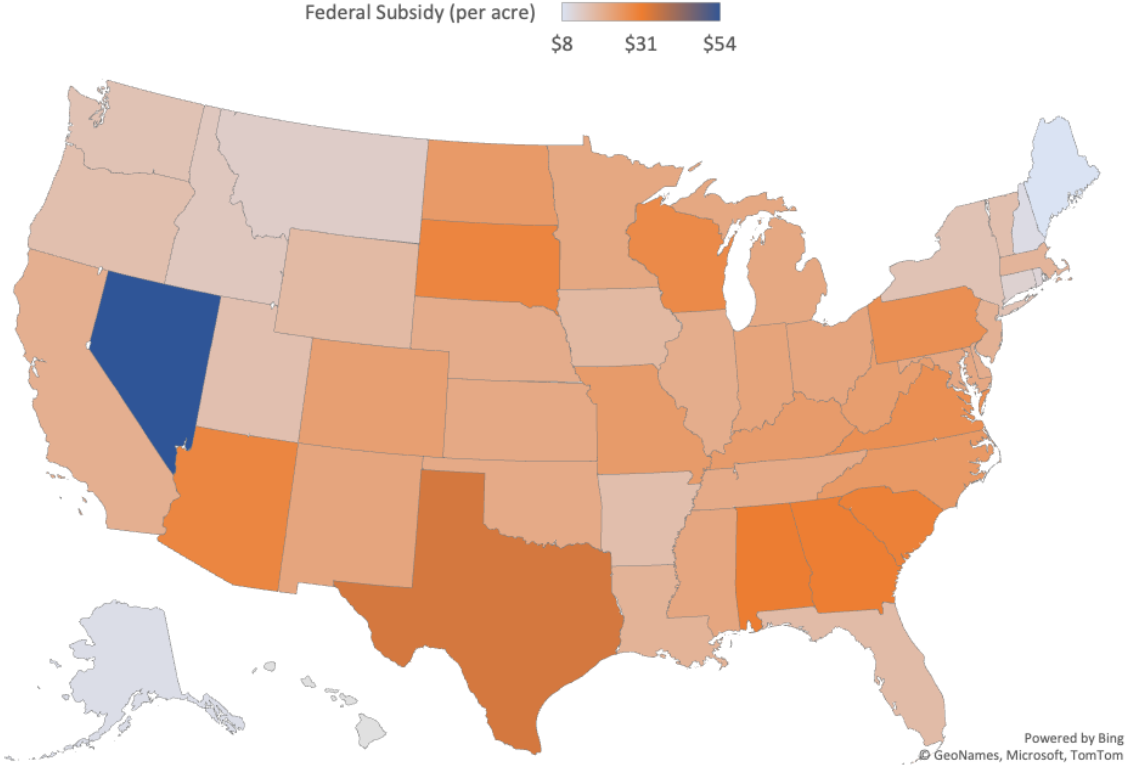 Federal Subsidy (per acre)
$8 $31 $54
Powered by Bing
© GeoNames, Microsoft, TomTom